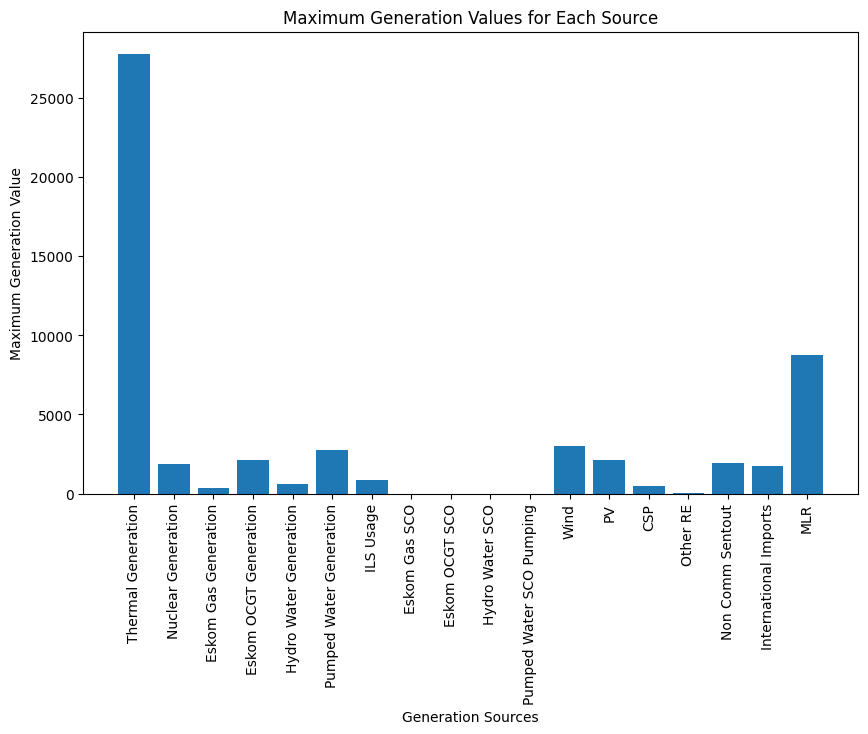 Maximum Generation Values for Each Source
Maximum Generation Value
25000
20000
15000
10000
5000
0
Thermal Generation
Nuclear Generation
Eskom Gas Generation
Eskom OCGT Generation
Hydro Water Generation
Pumped Water Generation
ILS Usage
Eskom Gas SCO
Eskom OCGT SCO
Hydro Water SCO
Pumped Water SCO Pumping
Wind
PV
CSP
Other RE
Non Comm Sentout
International Imports
MLR
Generation Sources